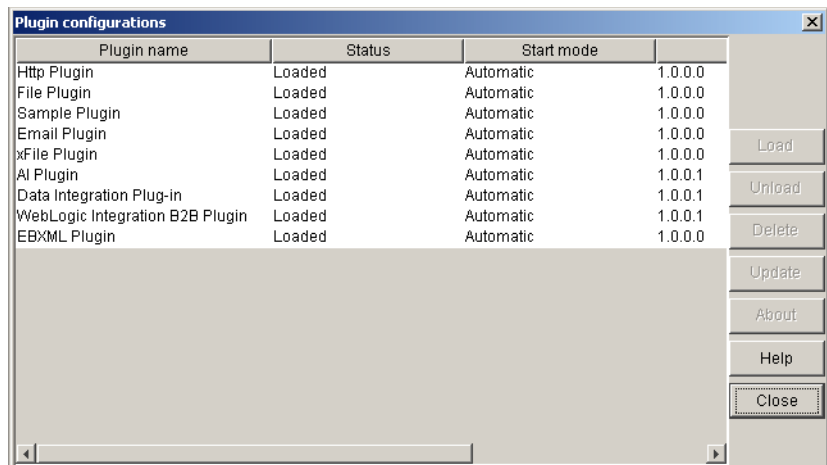 Plugin configurations
Plugin name Status Start mode
Http Plugin Loaded Automatic 1.0.0.0
File Plugin Loaded Automatic 1.0.0.0
Sample Plugin Loaded Automatic 1.0.0.0
Email Plugin Loaded Automatic 1.0.0.0
xFile Plugin Loaded Automatic 1.0.0.0
AI Plugin Loaded Automatic 1.0.0.1
Data Integration Plug-in Loaded Automatic 1.0.0.1
WebLogic Integration B2B Plugin Loaded Automatic 1.0.0.1
EBXML Plugin Loaded Automatic 1.0.0.0
Load
Unload
Delete
Update
About
Help
Close